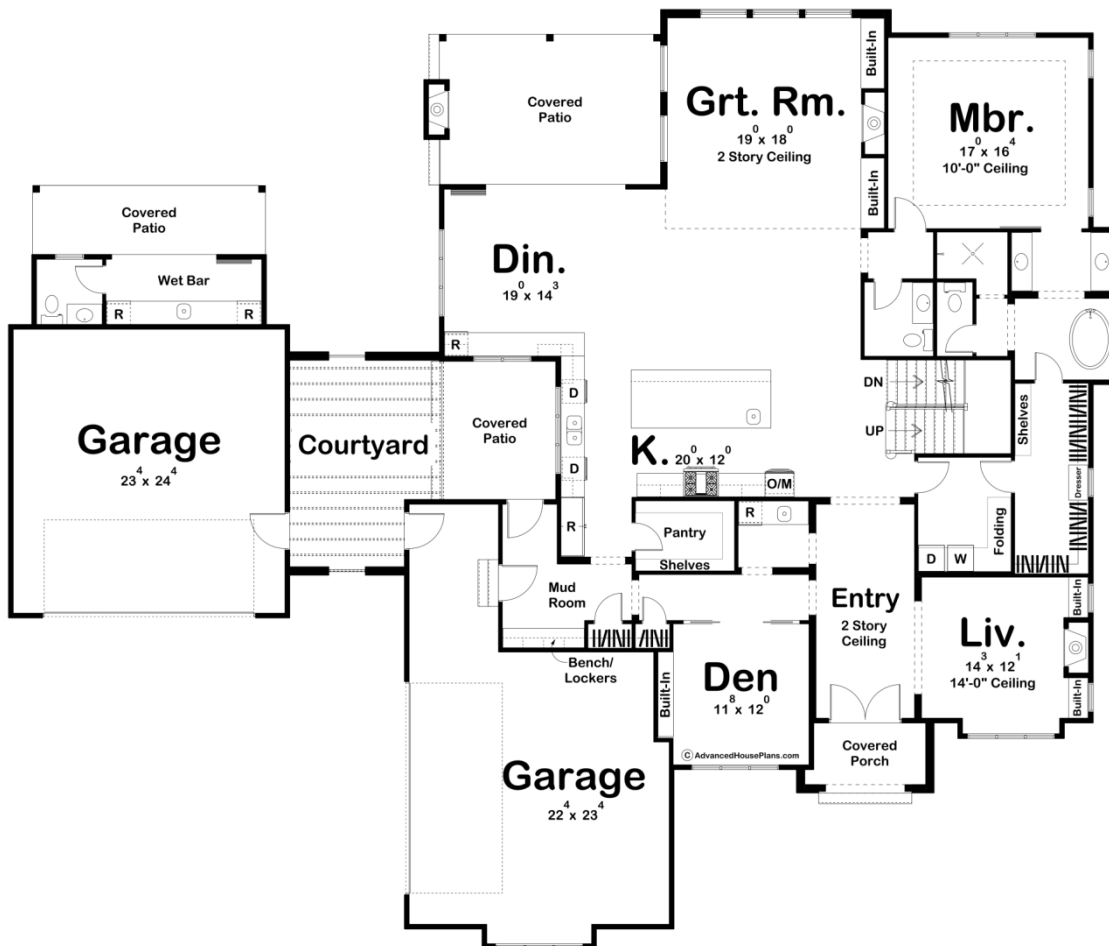 Built-In
Grt. Rm.
19⁰ x 18⁰
2 Story Ceiling
Built-In
Mbr.
17⁰ x 16⁴
10'-0" Ceiling
Covered
Patio
Covered
Patio
Wet Bar
R
R
Din.
19⁰ x 14³
R
Garage
23⁴ x 24⁴
Courtyard
Covered
Patio
D
D
R
K.
20⁰ x 12⁰
O/M
DN
UP
Shelves
Dresser
Folding
D
W
Pantry
Shelves
R
Mud
Room
Bench/
Lockers
Entry
2 Story
Ceiling
Liv.
14³ x 12¹
14'-0" Ceiling
Built-In
Built-In
Built-In
Den
11⁸ x 12⁰
© AdvancedHousePlans.com
Covered
Porch
Garage
22⁴ x 23⁴